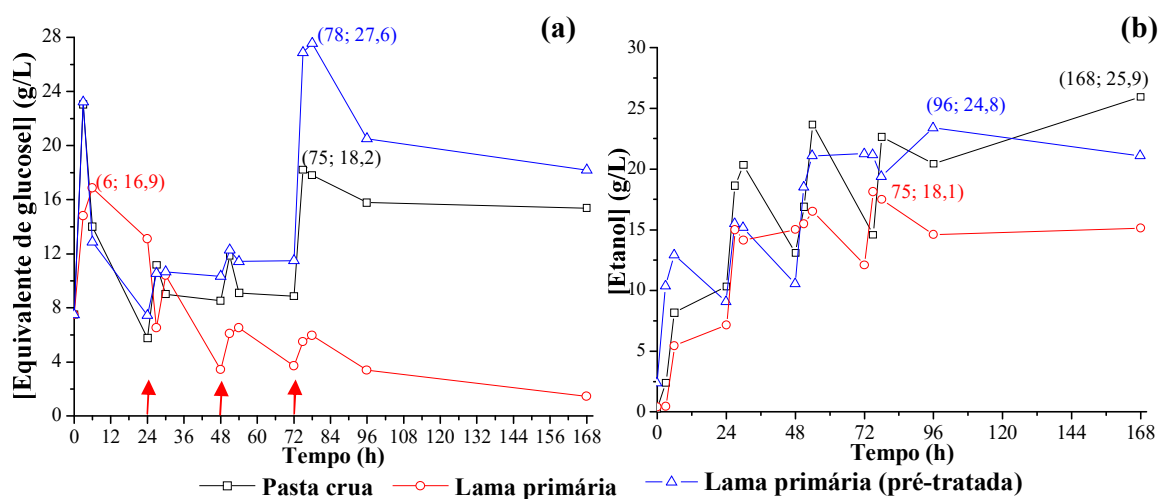 (a)
[Equivalente de glucosel] (g/L)
28
24
20
16
12
8
4
0
(78; 27,6)
(75; 18,2)
(6; 16,9)
0 12 24 36 48 60 72 84 96 108 120 132 144 156 168
Tempo (h)
(b)
[Etanol] (g/L)
30
25
20
15
10
5
0
(168; 25,9)
(96; 24,8)
75; 18,1)
0 24 48 72 96 120 144 168
Tempo (h)
Pasta crua Lama primária Lama primária (pré-tratada)